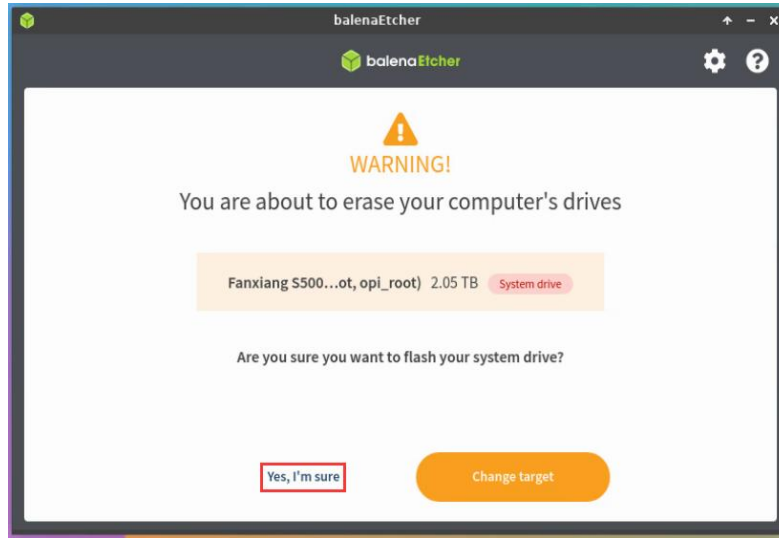 balenaEtcher
balenaEtcher
WARNING!
You are about to erase your computer's drives
Fanxiang S500...ot, opi_root) 2.05 TB System drive
Are you sure you want to flash your system drive?
Yes, I'm sure Change target